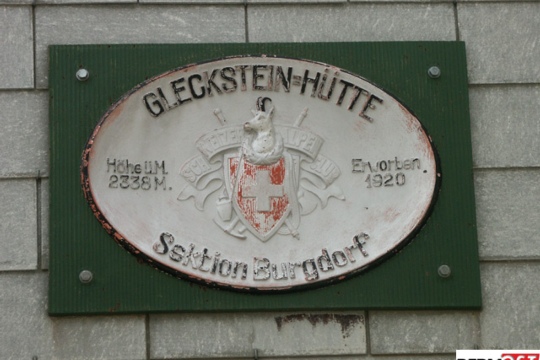 GLECKSTEIN=HÜTTE
Höhe ü.M.
2338 M.
Erworben.
1920
Sektion Burgdorf